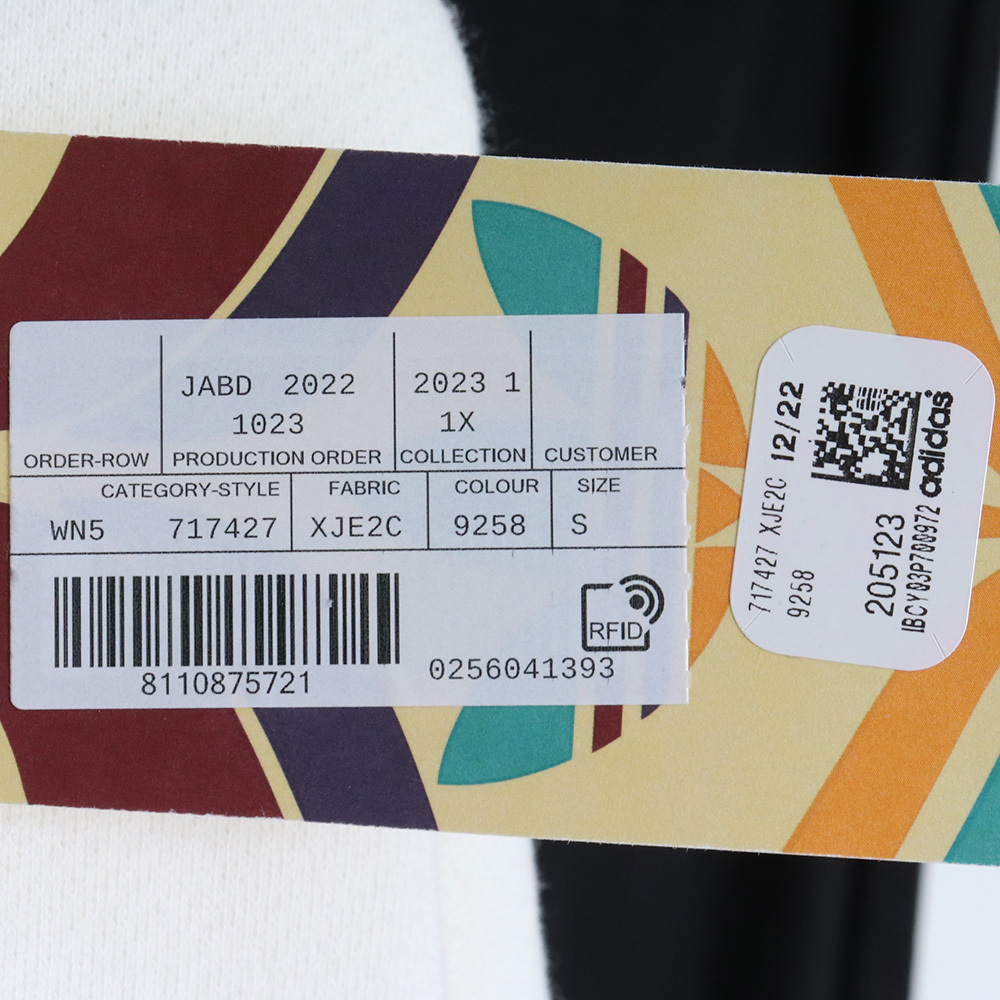 JABD 2022
1023
2023 1
1X
ORDER-ROW PRODUCTION ORDER COLLECTION CUSTOMER
CATEGORY-STYLE FABRIC COLOUR SIZE
WN5 717427 XJE2C 9258 S
8110875721
RFID
0256041393
717427 XJE2C 12/22
9258
205123
IBCY03P700972
adidas